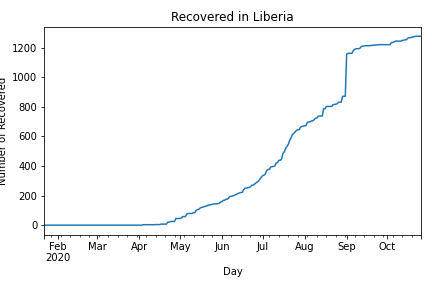 Recovered in Liberia
Number of Recovered
1200
1000
800
600
400
200
0
Feb Mar Apr May Jun Jul Aug Sep Oct
2020
Day